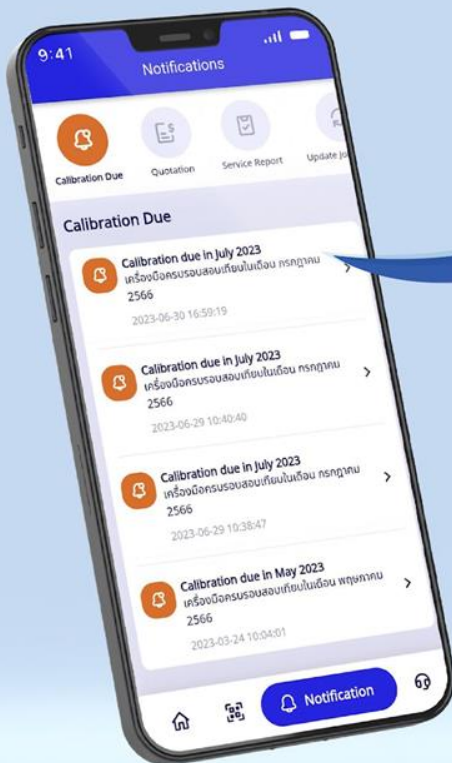 9:41
Notifications
Calibration Due
Quotation
Service Report
Update
Calibration Due
Calibration due in July 2023
เครื่องมือครบรอบสอบเทียบในเดือน กรกฎาคม
2566
2023-06-30 16:59:19
Calibration due in July 2023
เครื่องมือครบรอบสอบเทียบในเดือน กรกฎาคม
2566
2023-06-29 10:40:40
Calibration due in July 2023
เครื่องมือครบรอบสอบเทียบในเดือน กรกฎาคม
2566
2023-06-29 10:38:47
Calibration due in May 2023
เครื่องมือครบรอบสอบเทียบในเดือน พฤษภาคม
2566
2023-03-24 10:04:01
Notification